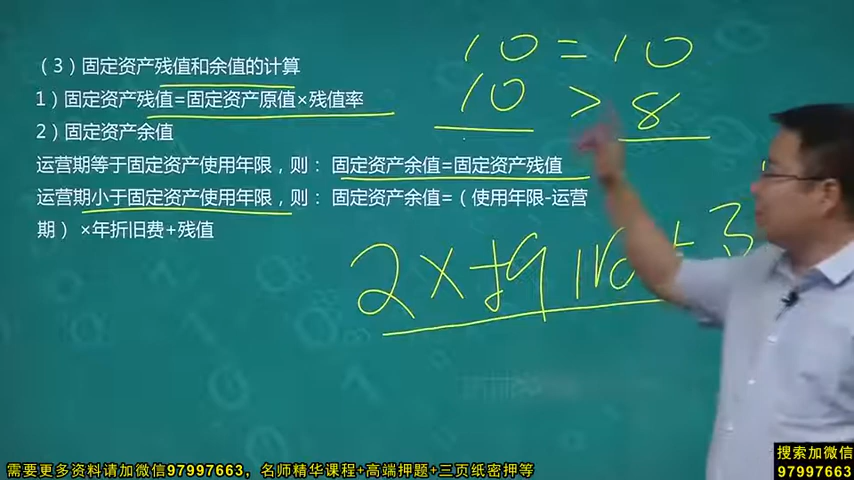 （3）固定资产残值和余值的计算
1）固定资产残值=固定资产原值×残值率
2）固定资产余值
运营期等于固定资产使用年限，则： 固定资产余值=固定资产残值
运营期小于固定资产使用年限，则： 固定资产余值=（使用年限-运营
期）×年折旧费+残值
10=10
10>8
需要更多资料请加微信97997663，名师精华课程+高端押题+三页纸密押等
搜索加微信
97997663